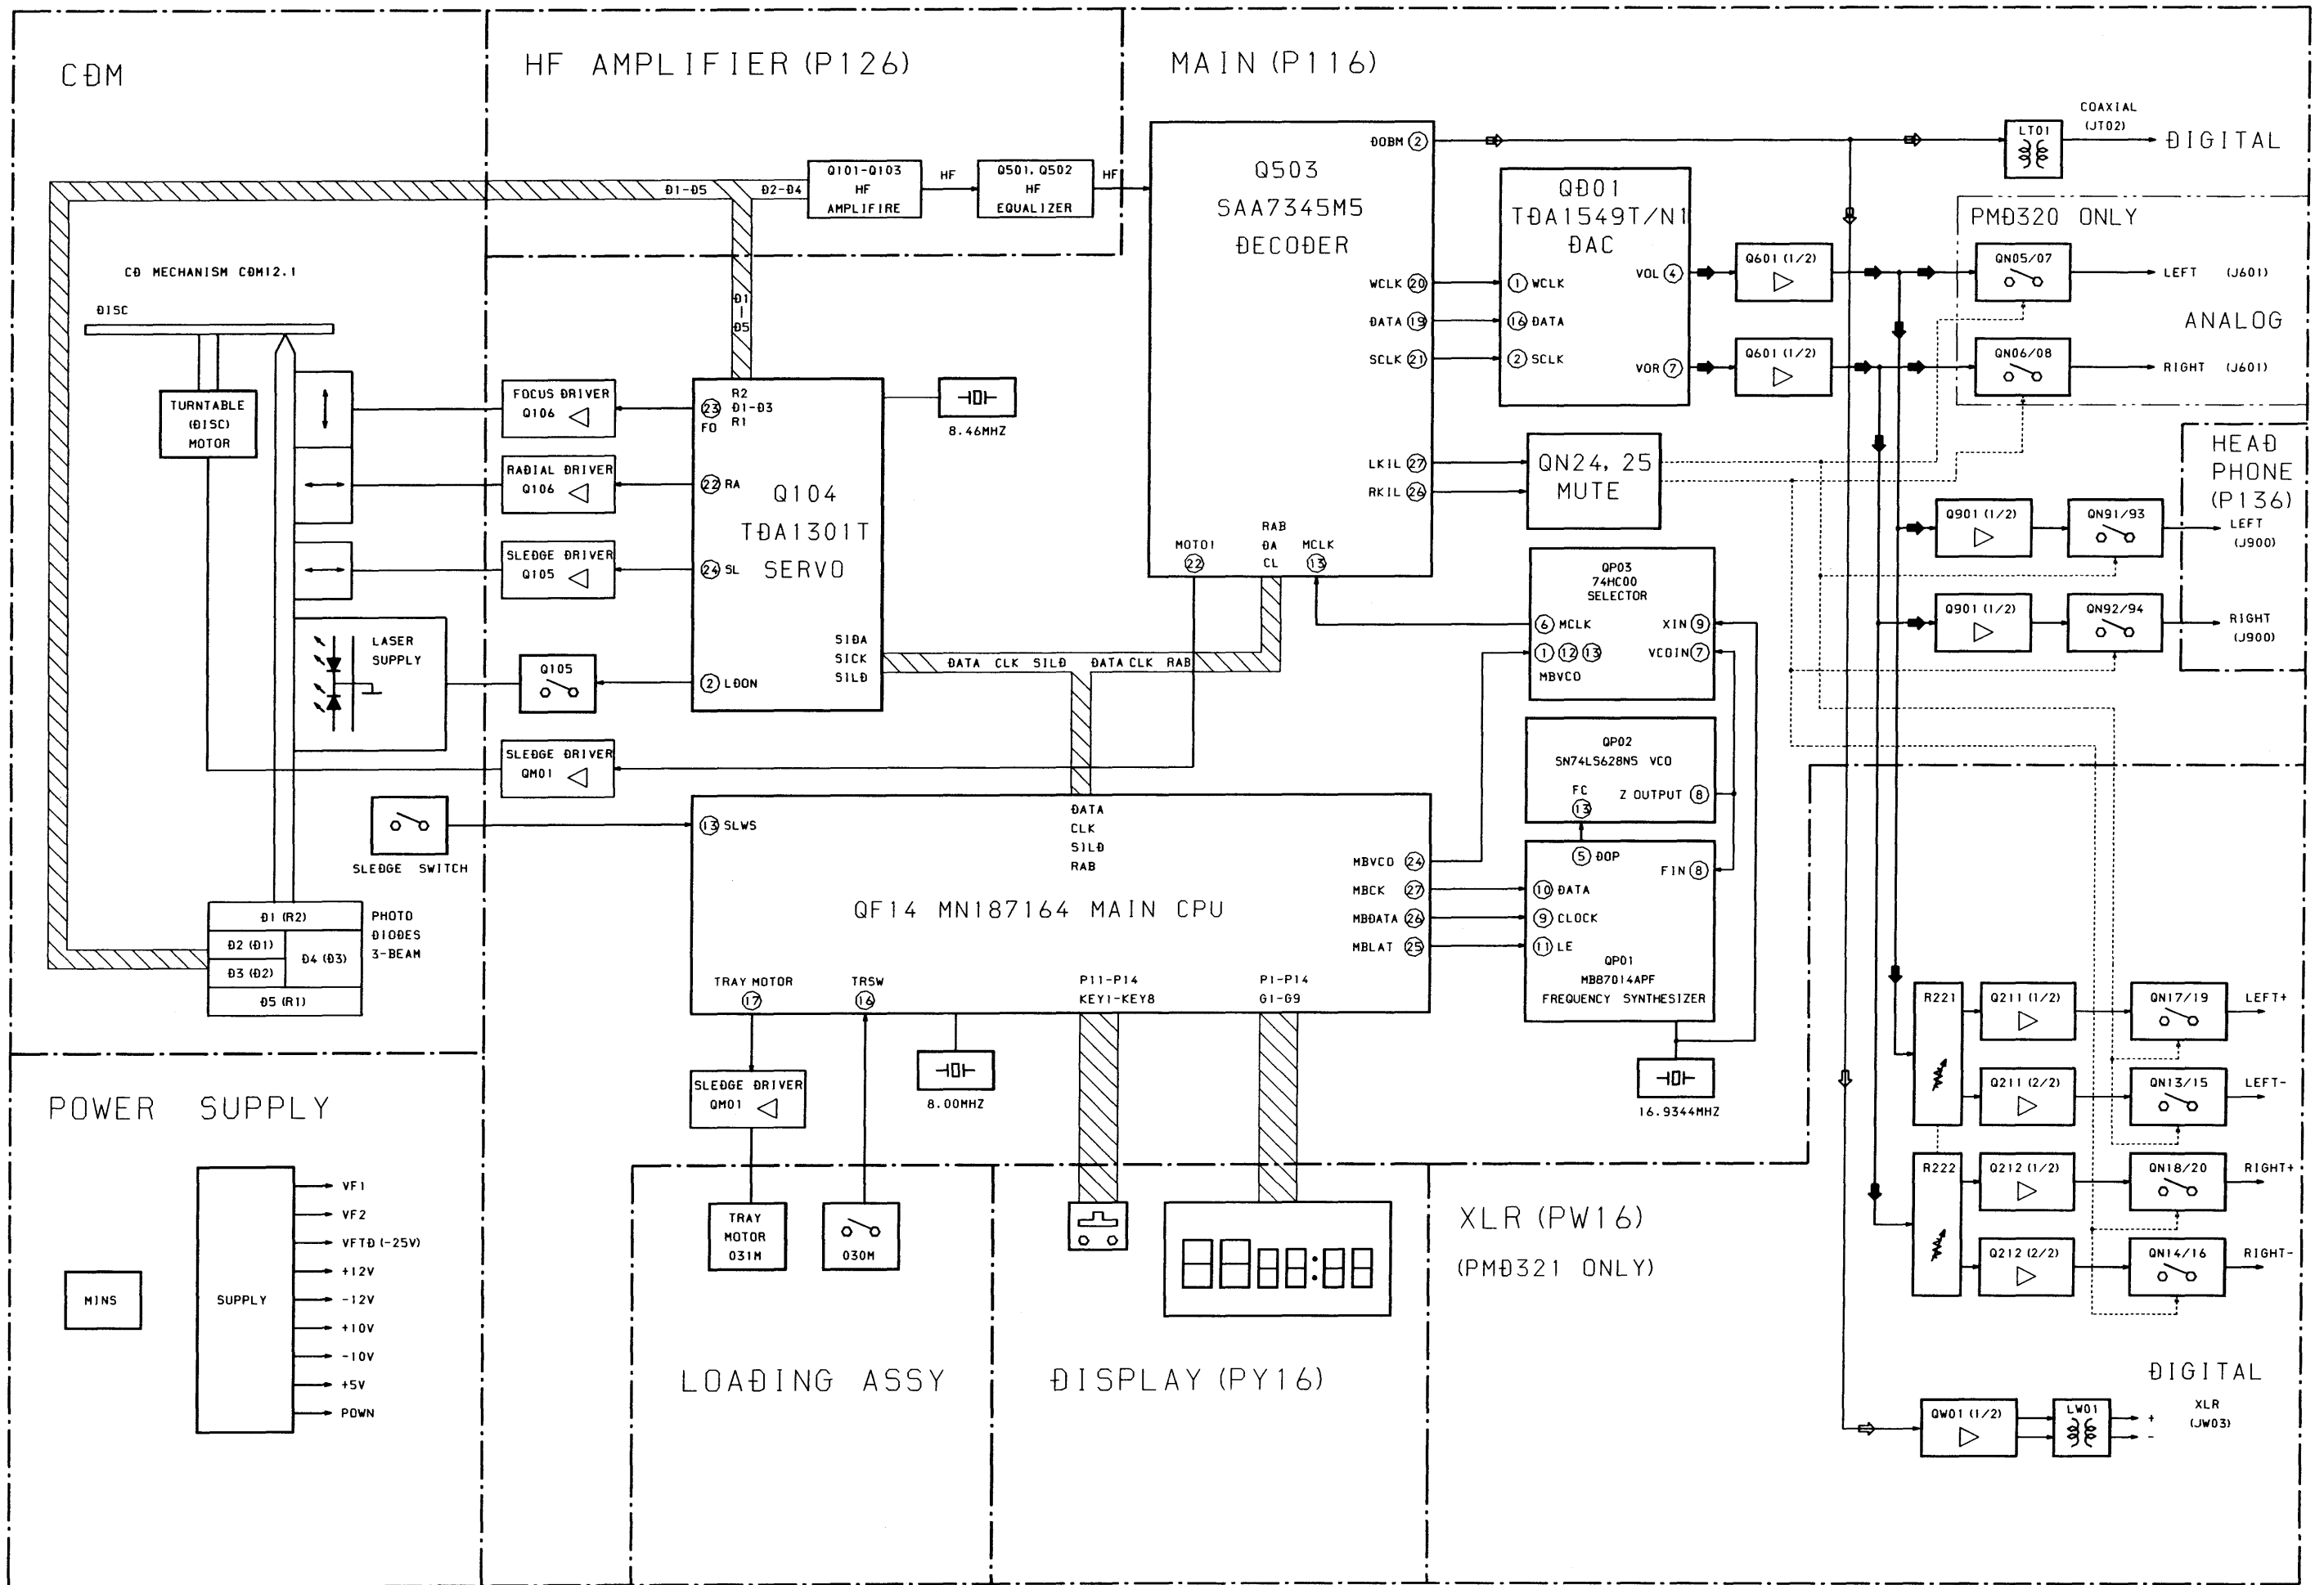 CDM
HF AMPLIFIER (P126)
MAIN (P116)
CD MECHANISM CDM12.1
DISC
TURNTABLE
(DISC)
MOTOR
LASER
SUPPLY
SLEDGE SWITCH
D1 (R2)
D2 (D1)
D3 (D2)
D4 (D3)
D5 (R1)
PHOTO
DIODES
3-BEAM
D1-D5
D2-D4
Q101-Q103
HF
AMPLIFIRE
HF
Q501, Q502
HF
EQUALIZER
HF
D1
|
D5
FOCUS DRIVER
Q106
RADIAL DRIVER
Q106
SLEDGE DRIVER
Q105
Q105
SLEDGE DRIVER
QM01
R2
D1-D3
R1
23
FO
22 RA
24 SL
2 LDON
Q104
TDA1301T
SERVO
SIDA
SICK
SILD
8.46MHZ
DATA CLK SILD
DATA CLK RAB
Q503
SAA7345M5
DECODER
DOBM 2
WCLK 20
DATA 19
SCLK 21
LKIL 27
RKIL 26
MOTO1
22
RAB
DA
CL
MCLK
13
QD01
TDA1549T/N1
DAC
1 WCLK
16 DATA
2 SCLK
VOL 4
VOR 7
QN24, 25
MUTE
Q601 (1/2)
Q601 (1/2)
LT01
COAXIAL
(JT02)
DIGITAL
PMD320 ONLY
QN05/07
LEFT (J601)
ANALOG
QN06/08
RIGHT (J601)
HEAD
PHONE
(P136)
Q901 (1/2)
QN91/93
LEFT
(J900)
Q901 (1/2)
QN92/94
RIGHT
(J900)
QP03
74HC00
SELECTOR
6 MCLK
XIN 9
1 12 13
VCOIN 7
MBVCO
QP02
SN74LS628NS VCO
FC
13
Z OUTPUT 8
5 DOP
FIN 8
10 DATA
9 CLOCK
11 LE
QP01
MB87014APF
FREQUENCY SYNTHESIZER
16.9344MHZ
13 SLWS
DATA
CLK
SILD
RAB
QF14 MN187164 MAIN CPU
MBVCO 24
MBCK 27
MBDATA 26
MBLAT 25
TRAY MOTOR
17
TRSW
16
P11-P14
KEY1-KEY8
P1-P14
G1-G9
SLEDGE DRIVER
QM01
8.00MHZ
TRAY
MOTOR
031M
030M
LOADING ASSY
DISPLAY (PY16)
XLR (PW16)
(PMD321 ONLY)
POWER SUPPLY
MINS
SUPPLY
VF1
VF2
VFTD (-25V)
+12V
-12V
+10V
-10V
+5V
POWN
R221
Q211 (1/2)
QN17/19
LEFT+
Q211 (2/2)
QN13/15
LEFT-
R222
Q212 (1/2)
QN18/20
RIGHT+
Q212 (2/2)
QN14/16
RIGHT-
DIGITAL
QW01 (1/2)
LW01
+
-
XLR
(JW03)